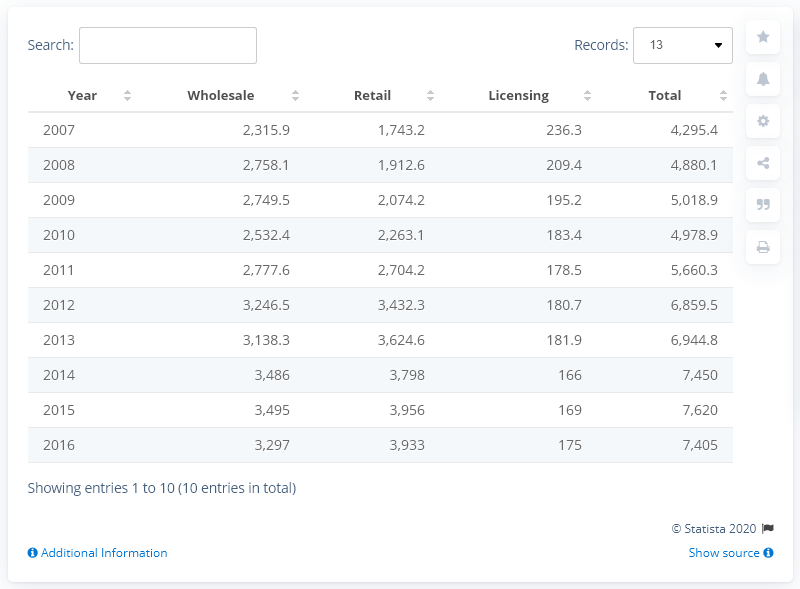 Search: Records: 13
Year Wholesale Retail Licensing Total
2007 2,315.9 1,743.2 236.3 4,295.4
2008 2,758.1 1,912.6 209.4 4,880.1
2009 2,749.5 2,074.2 195.2 5,018.9
2010 2,532.4 2,263.1 183.4 4,978.9
2011 2,777.6 2,704.2 178.5 5,660.3
2012 3,246.5 3,432.3 180.7 6,859.5
2013 3,138.3 3,624.6 181.9 6,944.8
2014 3,486 3,798 166 7,450
2015 3,495 3,956 169 7,620
2016 3,297 3,933 175 7,405
Showing entries 1 to 10 (10 entries in total)
© Statista 2020
Additional Information Show source